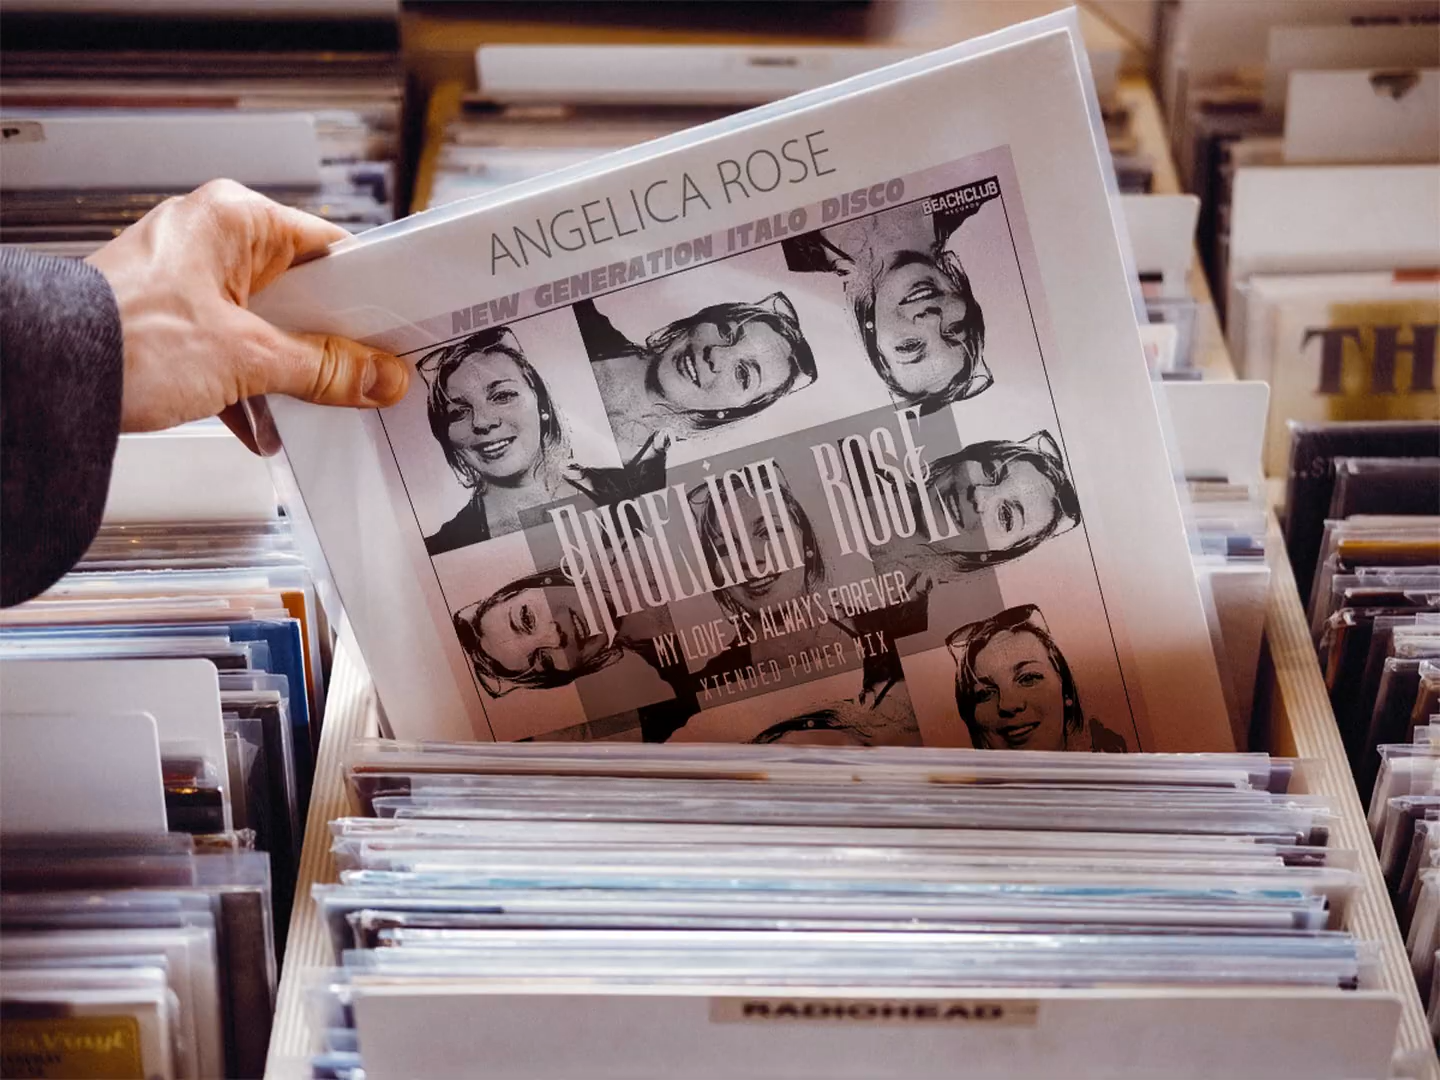 P
ANGELICA ROSE
NEW GENERATION ITALO DISCO
BEACHCLUB
RECORDS
TH
ANGELICA ROSE
MY LOVE IS ALWAYS FOREVER
XTENDED POWER MIX
RADIOHEAD
Vinyl